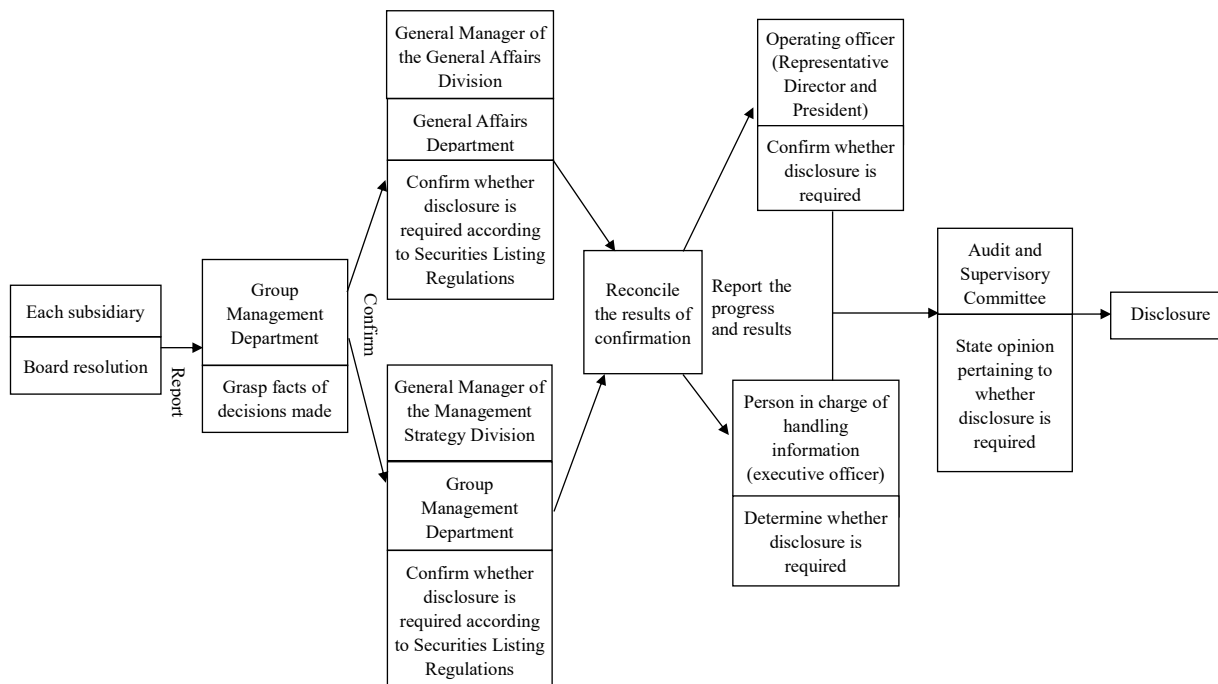 Each subsidiary
Board resolution
Report
Group
Management
Department
Grasp facts of
decisions made
Confirm
General Manager of
the General Affairs
Division
General Affairs
Department
Confirm whether
disclosure is
required according
to Securities Listing
Regulations
General Manager of
the Management
Strategy Division
Group
Management
Department
Confirm whether
disclosure is
required according
to Securities Listing
Regulations
Reconcile
the results of
confirmation
Report the
progress
and results
Operating officer
(Representative
Director and
President)
Confirm whether
disclosure is
required
Person in charge of
handling
information
(executive officer)
Determine whether
disclosure is
required
Audit and
Supervisory
Committee
State opinion
pertaining to
whether
disclosure is
required
Disclosure